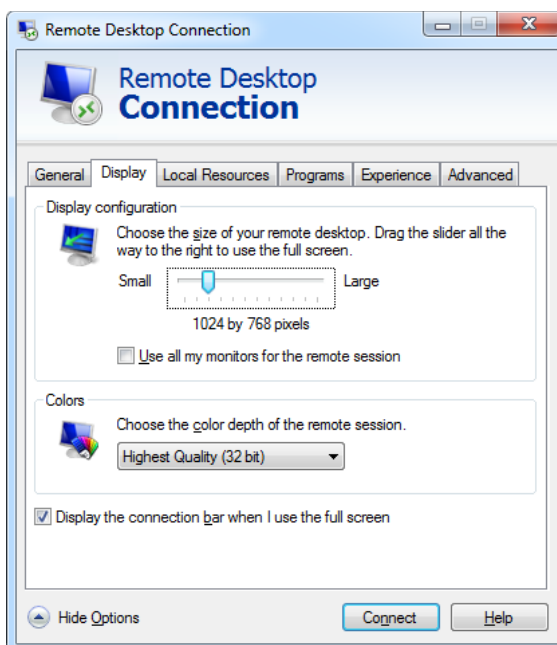 Remote Desktop Connection
Remote Desktop
Connection
General Display Local Resources Programs Experience Advanced
Display configuration
Choose the size of your remote desktop. Drag the slider all the
way to the right to use the full screen.
Small Large
1024 by 768 pixels
Use all my monitors for the remote session
Colors
Choose the color depth of the remote session.
Highest Quality (32 bit)
Display the connection bar when I use the full screen
Hide Options Connect Help